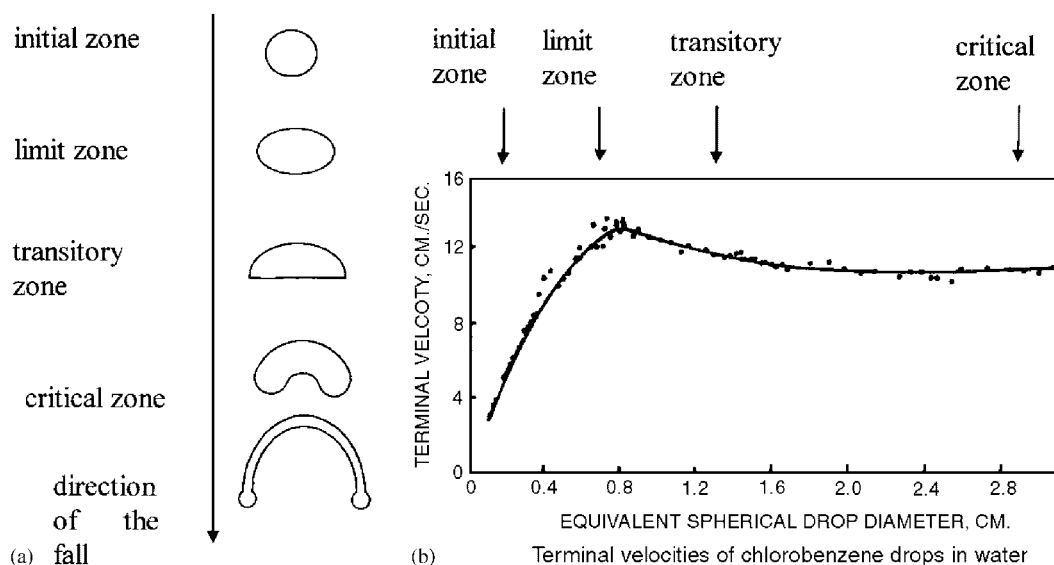 initial zone
limit zone
transitory
zone
critical zone
direction
of the
fall
(a)
initial
zone
limit
zone
transitory
zone
critical
zone
16
12
8
4
0
TERMINAL VELCOTY, CM./SEC.
0
0.4
0.8
1.2
1.6
2.0
2.4
2.8
EQUIVALENT SPHERICAL DROP DIAMETER, CM.
(b)
Terminal velocities of chlorobenzene drops in water